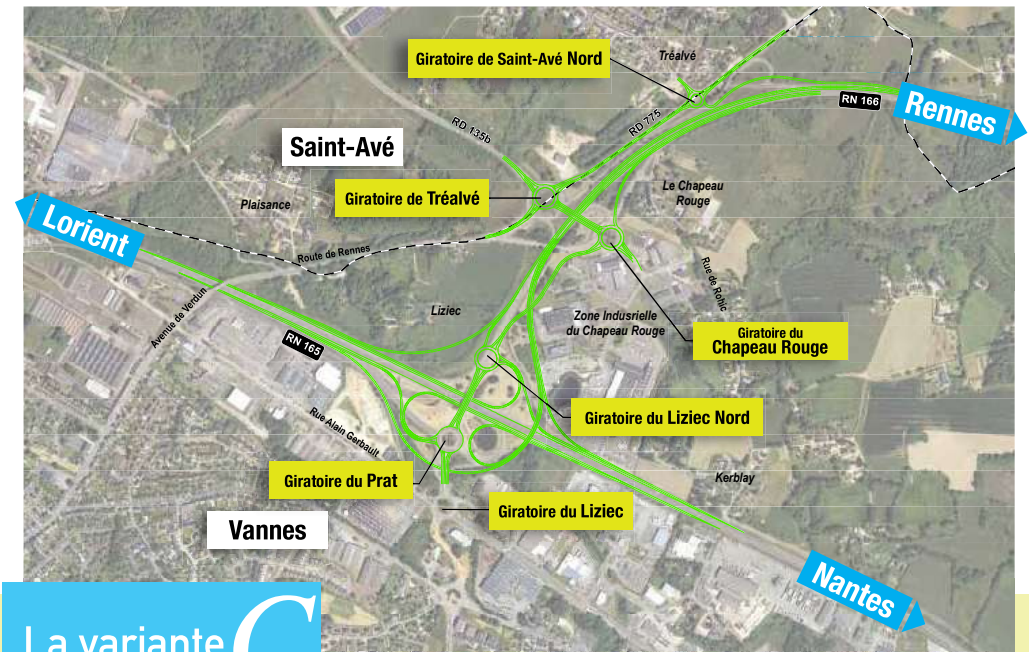 Tréalvé
Giratoire de Saint-Avé Nord
RN 166
Rennes
RD 135b
RD 775
Saint-Avé
Giratoire de Tréalvé
Le Chapeau
Rouge
Plaisance
Lorient
Route de Rennes
Rue de Rohic
Avenue de Verdun
Liziec
Zone Indusrielle
du Chapeau Rouge
Giratoire du
Chapeau Rouge
RN 165
Giratoire du Liziec Nord
Rue Alain Gerbault
Giratoire du Prat
Kerblay
Giratoire du Liziec
Vannes
Nantes
La variante C